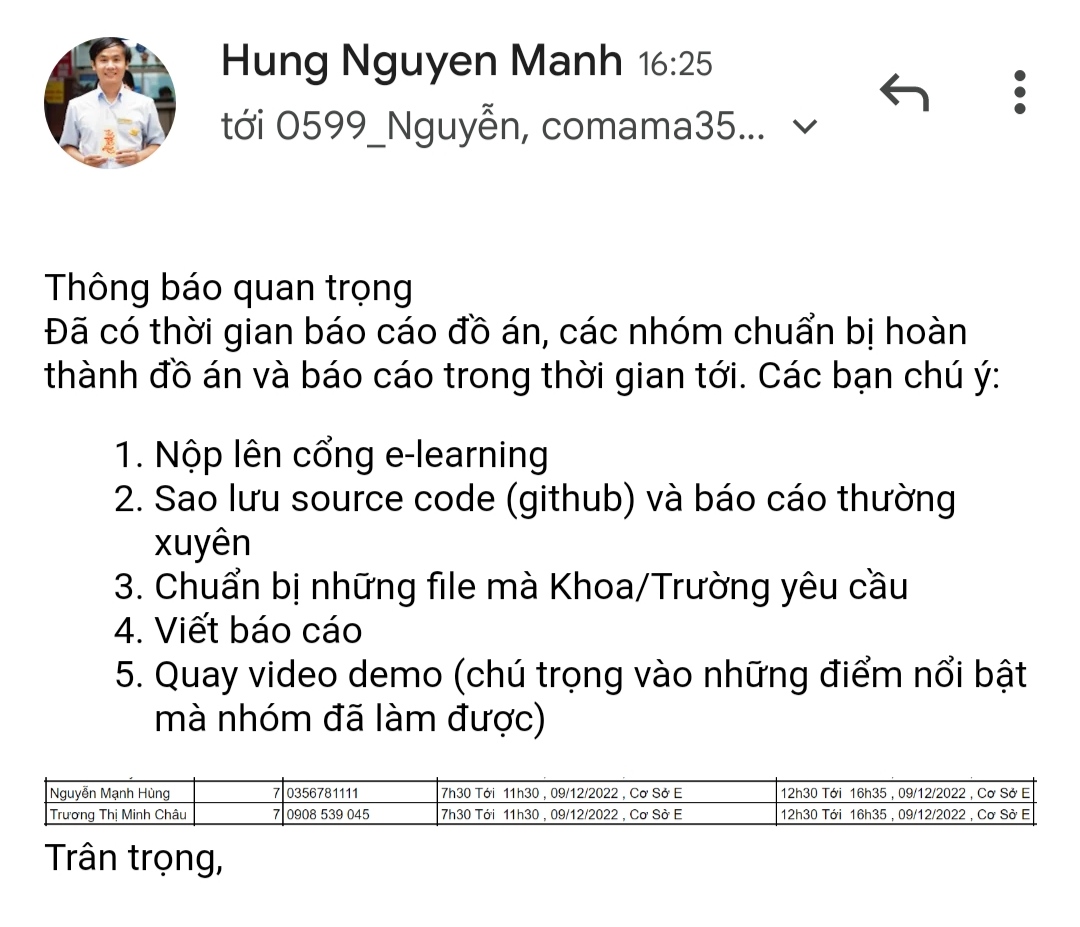 Hung Nguyen Manh 16:25
tới 0599_Nguyễn, comama35...
Thông báo quan trọng
Đã có thời gian báo cáo đồ án, các nhóm chuẩn bị hoàn
thành đồ án và báo cáo trong thời gian tới. Các bạn chú ý:
1. Nộp lên cổng e-learning
2. Sao lưu source code (github) và báo cáo thường
xuyên
3. Chuẩn bị những file mà Khoa/Trường yêu cầu
4. Viết báo cáo
5. Quay video demo (chú trọng vào những điểm nổi bật
mà nhóm đã làm được)
Nguyễn Mạnh Hùng 7 0356781111 7h30 Tới 11h30 , 09/12/2022 , Cơ Sở E 12h30 Tới 16h35 , 09/12/2022 , Cơ Sở E
Trương Thị Minh Châu 7 0908 539 045 7h30 Tới 11h30 , 09/12/2022 , Cơ Sở E 12h30 Tới 16h35 , 09/12/2022 , Cơ Sở E
Trân trọng,